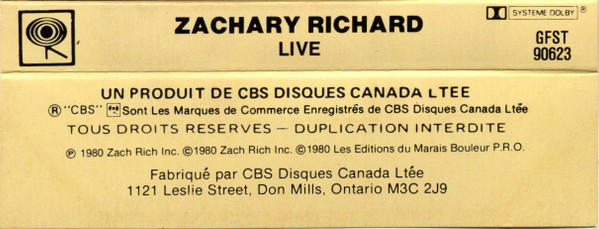 ZACHARY RICHARD
LIVE
SYSTEME DOLBY ®
GFST
90623
UN PRODUIT DE CBS DISQUES CANADA LTEE
® "CBS" Sont Les Marques de Commerce Enregistrés de CBS Disques Canada Ltée
TOUS DROITS RESERVES — DUPLICATION INTERDITE
℗ 1980 Zach Rich Inc. ©1980 Zach Rich Inc. ©1980 Les Editions du Marais Bouleur P.R.O.
Fabriqué par CBS Disques Canada Ltée
1121 Leslie Street, Don Mills, Ontario M3C 2J9